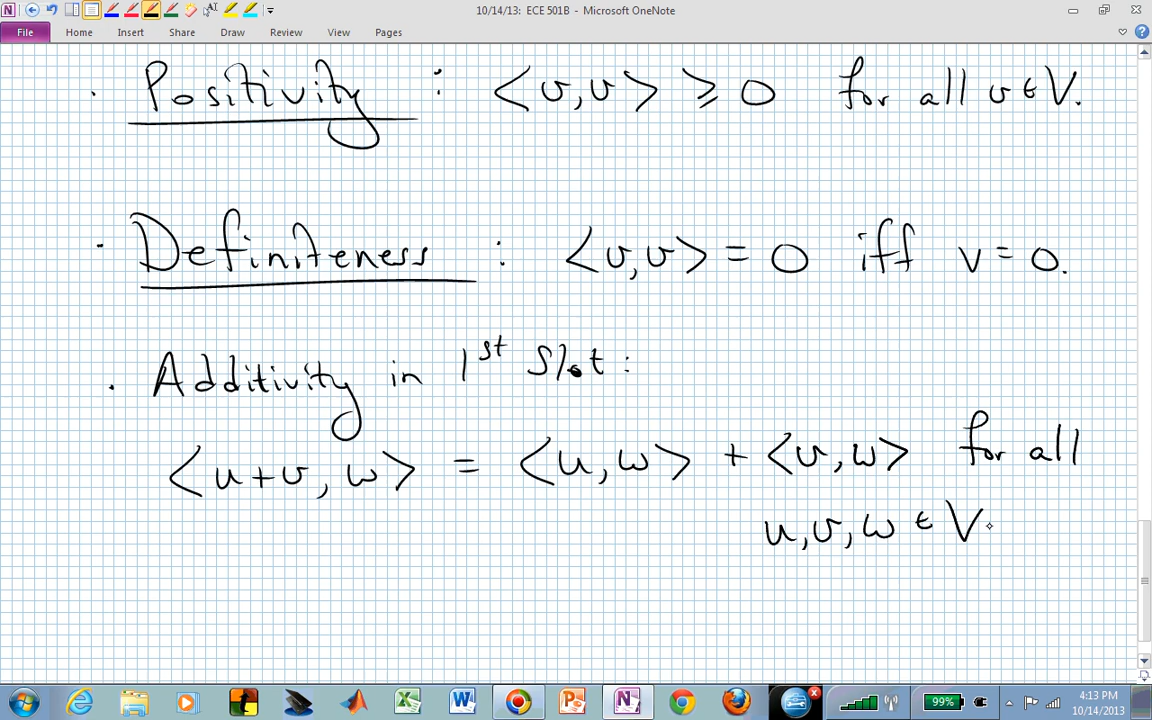 10/14/13: ECE 501B - Microsoft OneNote
File Home Insert Share Draw Review View Pages
· Positivity : <v,v> ≥ 0 for all v ∈ V.
· Definiteness : <v,v> = 0 iff v = 0.
· Additivity in 1st Slot :
<u+v, w> = <u,w> + <v,w> for all
u,v,w ∈ V.
99%
4:13 PM
10/14/2013